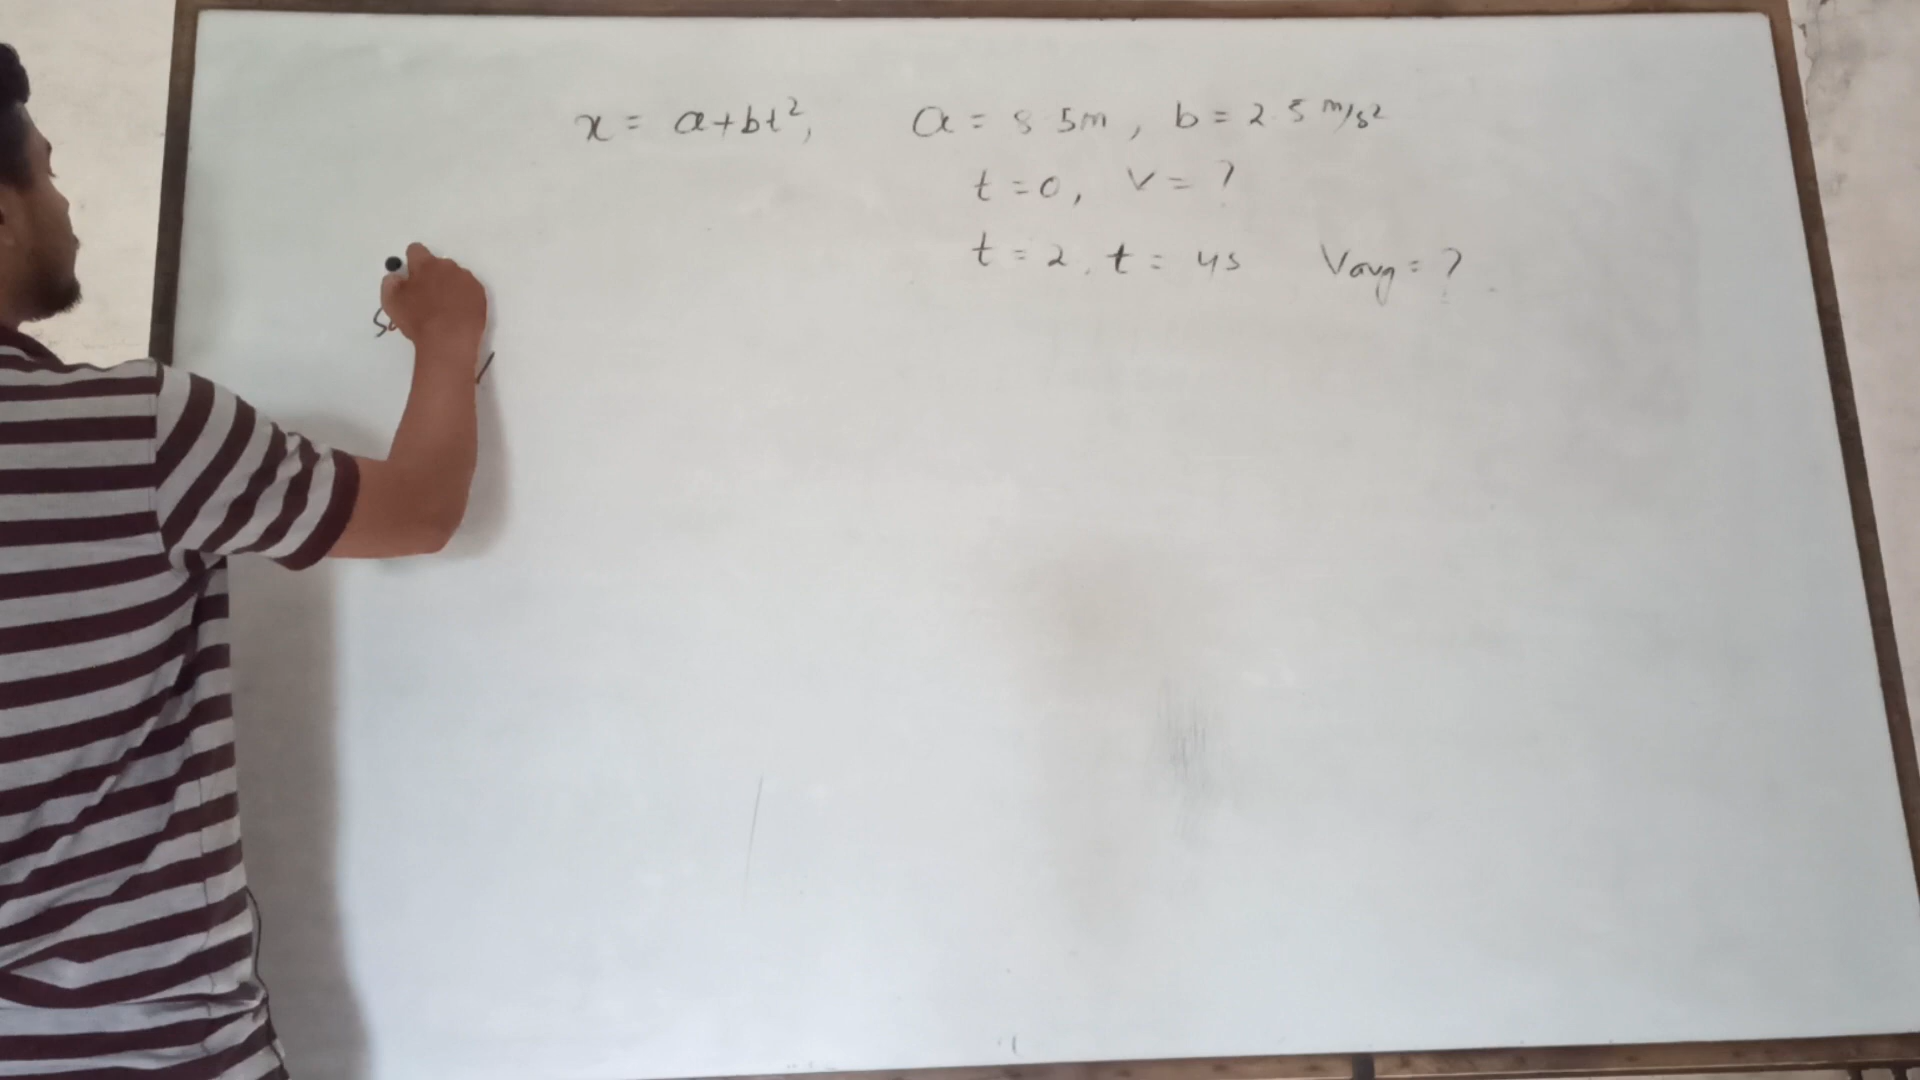 x = a+bt², a = 8.5m, b = 2.5 m/s²
t = 0, v = ?
t = 2, t = 4s Vavg = ?